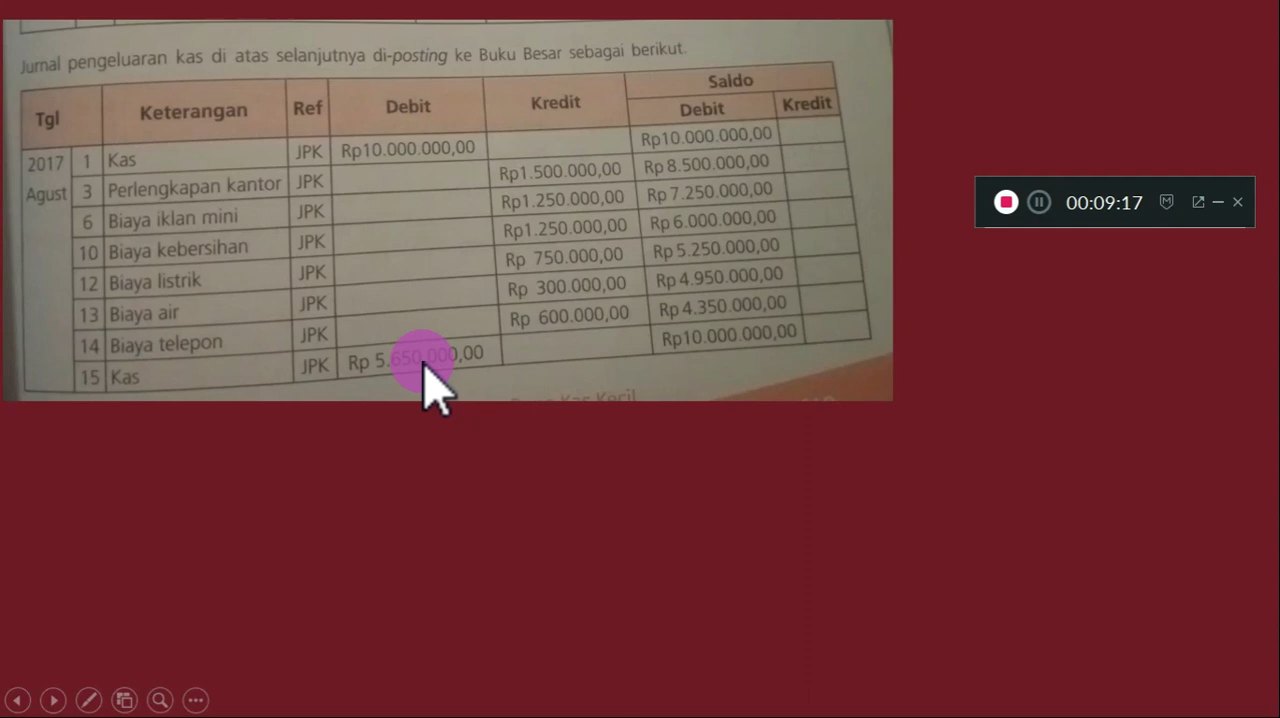 Jurnal pengeluaran kas di atas selanjutnya di-posting ke Buku Besar sebagai berikut.
Tgl Keterangan Ref Debit Kredit Saldo
Debit Kredit
2017 1 Kas JPK Rp10.000.000,00 Rp10.000.000,00
Agust 3 Perlengkapan kantor JPK Rp1.500.000,00 Rp 8.500.000,00
6 Biaya iklan mini JPK Rp1.250.000,00 Rp 7.250.000,00
10 Biaya kebersihan JPK Rp1.250.000,00 Rp 6.000.000,00
12 Biaya listrik JPK Rp 750.000,00 Rp 5.250.000,00
13 Biaya air JPK Rp 300.000,00 Rp 4.950.000,00
14 Biaya telepon JPK Rp 600.000,00 Rp 4.350.000,00
15 Kas JPK Rp 5.650.000,00 Rp10.000.000,00
Kas Kecil
00:09:17